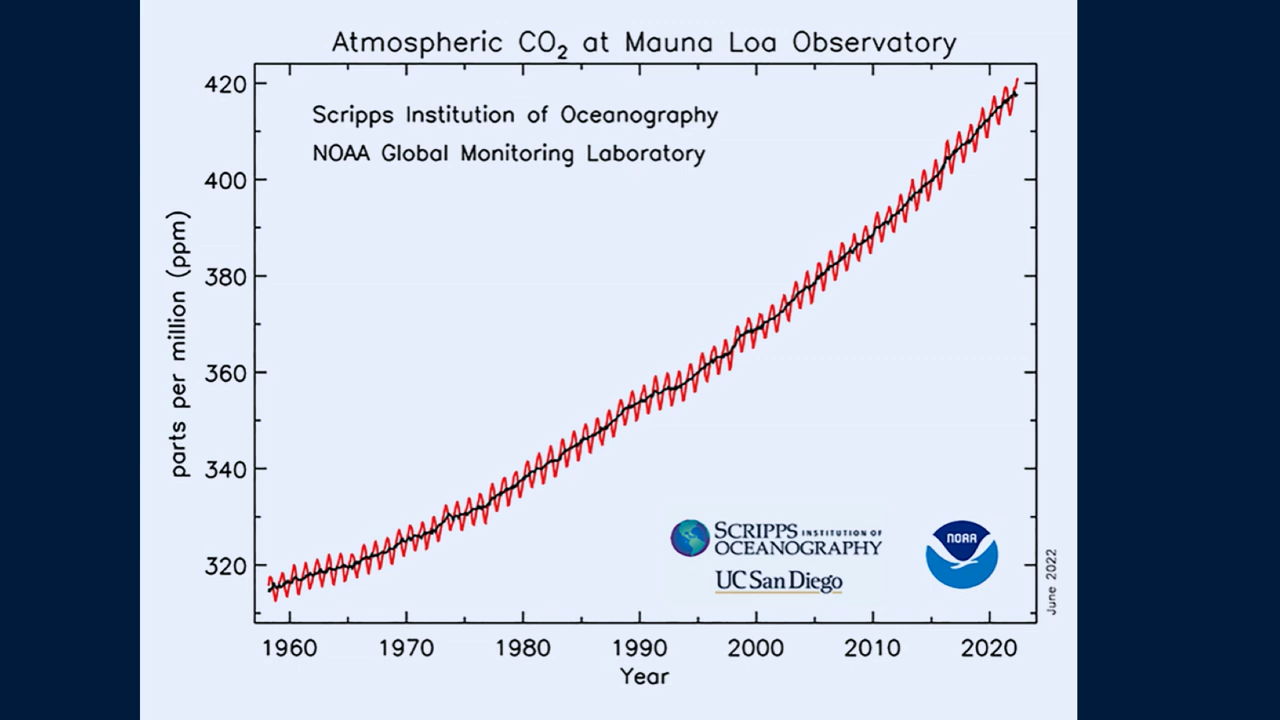 Atmospheric CO₂ at Mauna Loa Observatory
Scripps Institution of Oceanography
NOAA Global Monitoring Laboratory
parts per million (ppm)
420
400
380
360
340
320
SCRIPPS INSTITUTION OF
OCEANOGRAPHY
UC San Diego
NOAA
June 2022
1960 1970 1980 1990 2000 2010 2020
Year